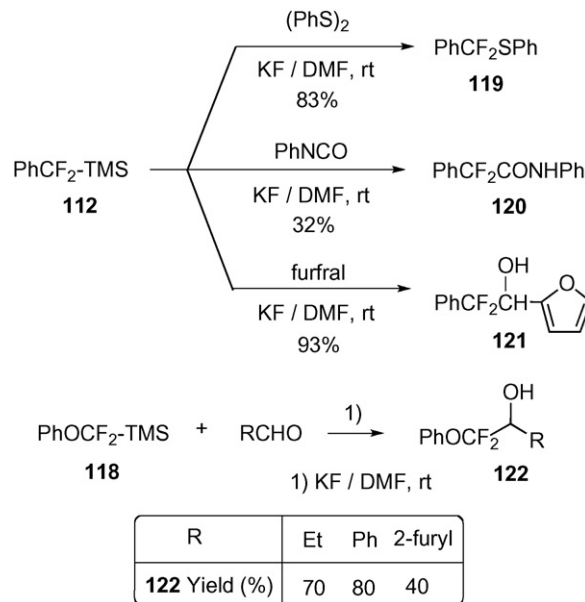 (PhS)2
KF / DMF, rt
83%
PhCF2SPh
119
PhCF2-TMS
112
PhNCO
KF / DMF, rt
32%
PhCF2CONHPh
120
furfral
KF / DMF, rt
93%
OH
PhCF2CH
O
121
PhOCF2-TMS
118
+
RCHO
1)
1) KF / DMF, rt
OH
PhOCF2
R
122
R Et Ph 2-furyl
122 Yield (%) 70 80 40